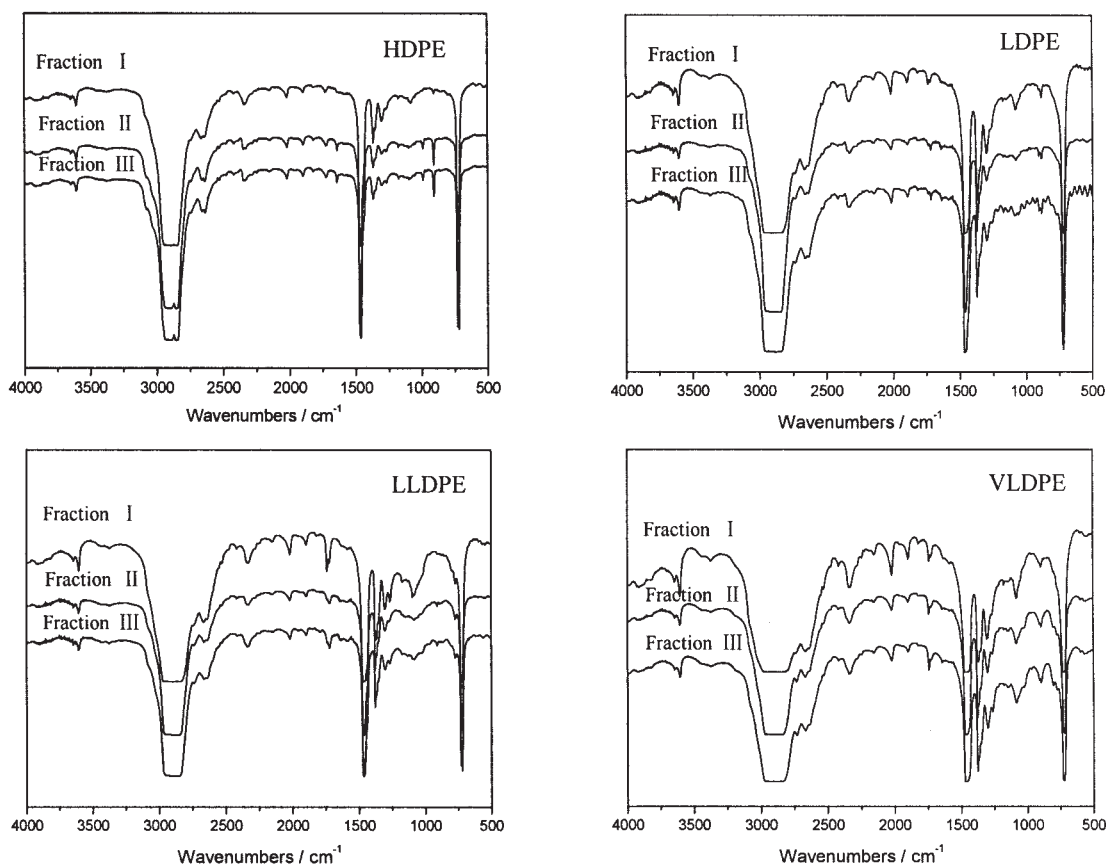 HDPE
Fraction I
Fraction II
Fraction III
4000 3500 3000 2500 2000 1500 1000 500
Wavenumbers / cm⁻¹
LDPE
Fraction I
Fraction II
Fraction III
4000 3500 3000 2500 2000 1500 1000 500
Wavenumbers / cm⁻¹
LLDPE
Fraction I
Fraction II
Fraction III
4000 3500 3000 2500 2000 1500 1000 500
Wavenumbers / cm⁻¹
VLDPE
Fraction I
Fraction II
Fraction III
4000 3500 3000 2500 2000 1500 1000 500
Wavenumbers / cm⁻¹